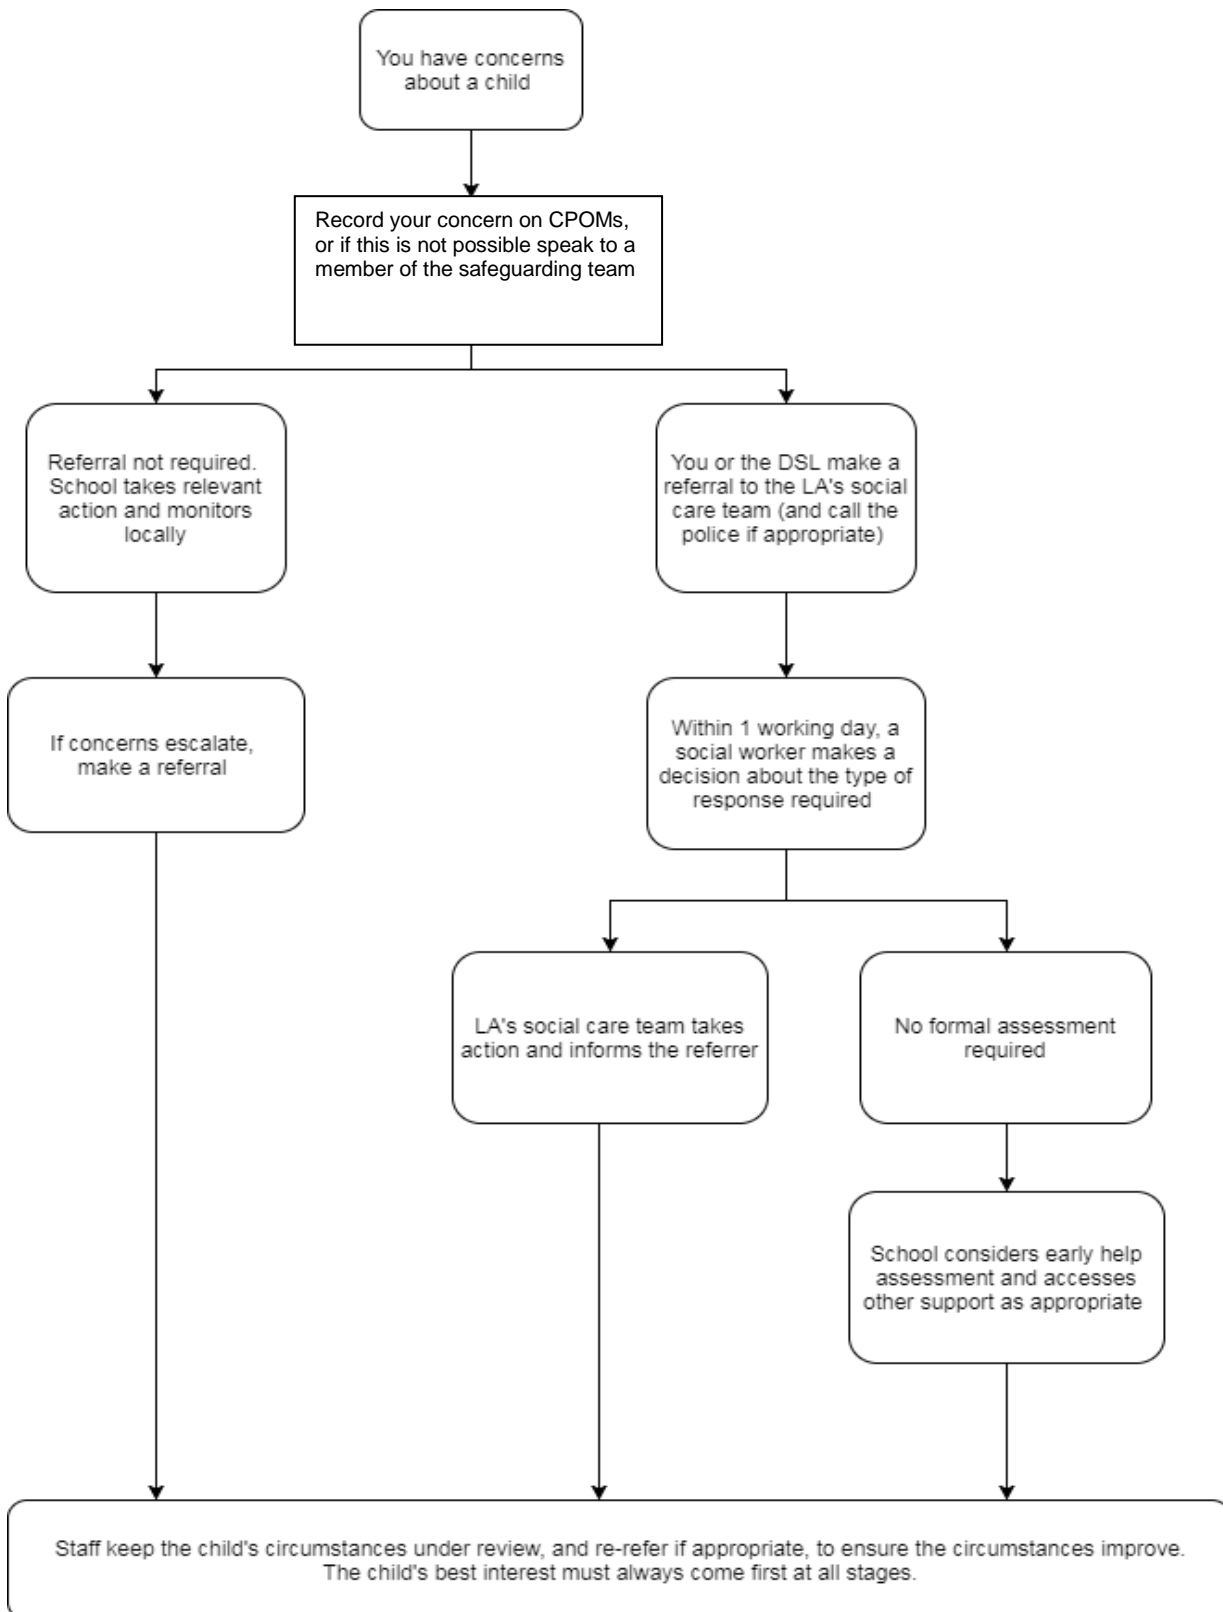 You have concerns
about a child
Record your concern on CPOMs,
or if this is not possible speak to a
member of the safeguarding team
Referral not required.
School takes relevant
action and monitors
locally
You or the DSL make a
referral to the LA's social
care team (and call the
police if appropriate)
If concerns escalate,
make a referral
Within 1 working day, a
social worker makes a
decision about the type of
response required
LA's social care team takes
action and informs the referrer
No formal assessment
required
School considers early help
assessment and accesses
other support as appropriate
Staff keep the child's circumstances under review, and re-refer if appropriate, to ensure the circumstances improve.
The child's best interest must always come first at all stages.